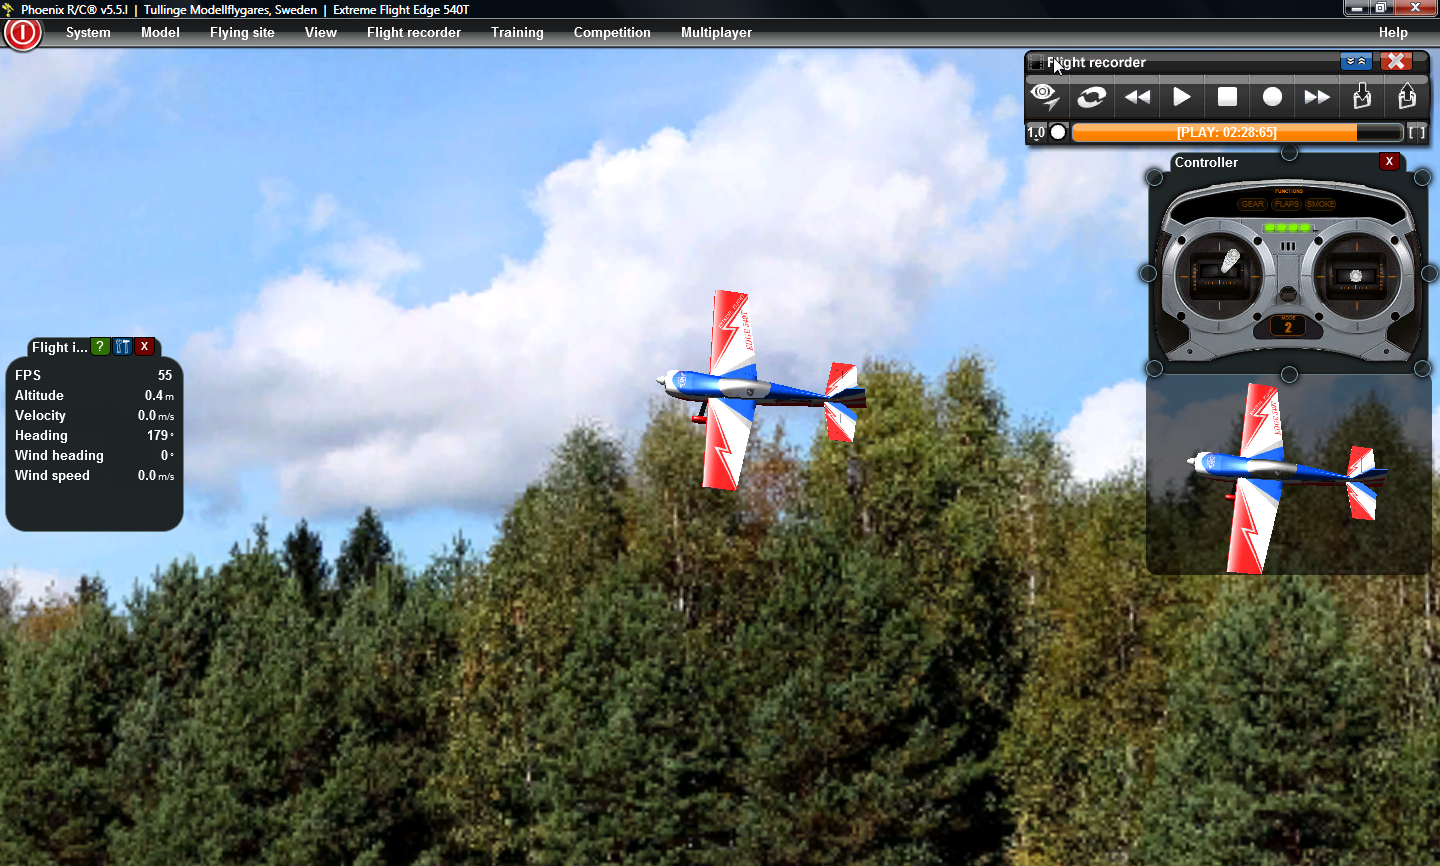 Phoenix R/C® v5.5.l | Tullinge Modellflygares, Sweden | Extreme Flight Edge 540T
System Model Flying site View Flight recorder Training Competition Multiplayer Help
Flight recorder
1.0 [PLAY: 02:28:65] [ ]
Controller X
FUNCTIONS
GEAR FLAPS SMOKE
MODE
2
Flight i... ? X
FPS 55
Altitude 0.4 m
Velocity 0.0 m/s
Heading 179 °
Wind heading 0 °
Wind speed 0.0 m/s
EDGE 540T